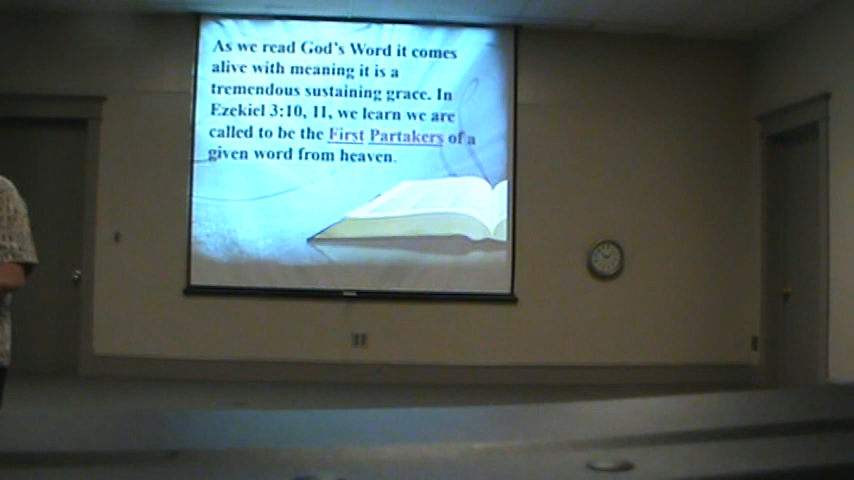 As we read God's Word it comes
alive with meaning it is a
tremendous sustaining grace. In
Ezekiel 3:10, 11, we learn we are
called to be the First Partakers of a
given word from heaven.